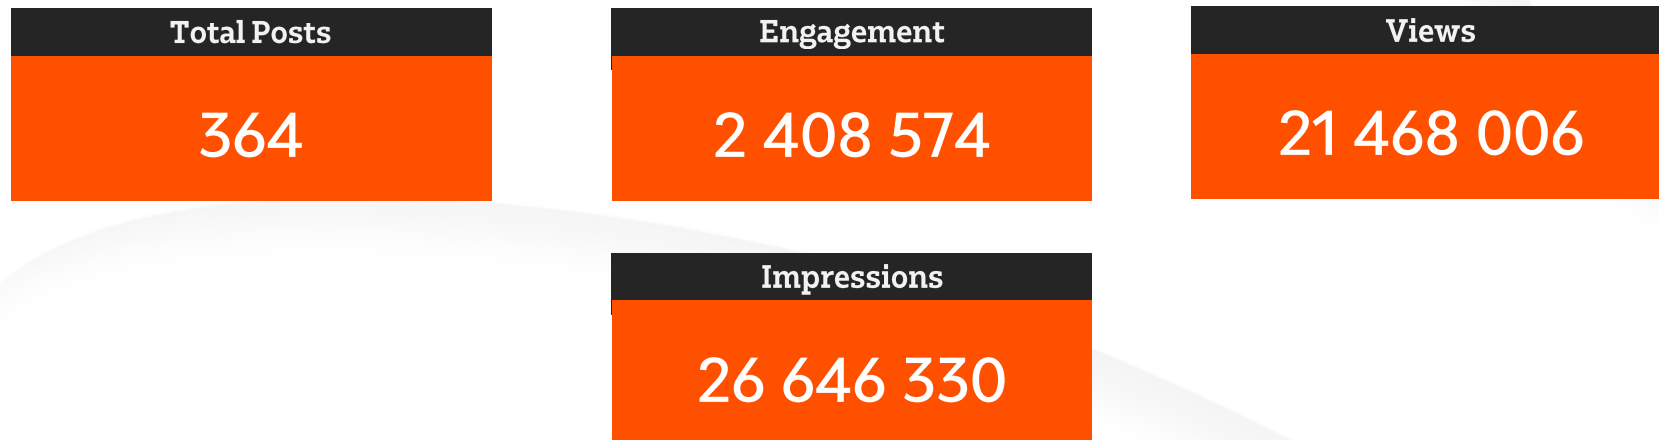 Total Posts
364
Engagement
2 408 574
Views
21 468 006
Impressions
26 646 330